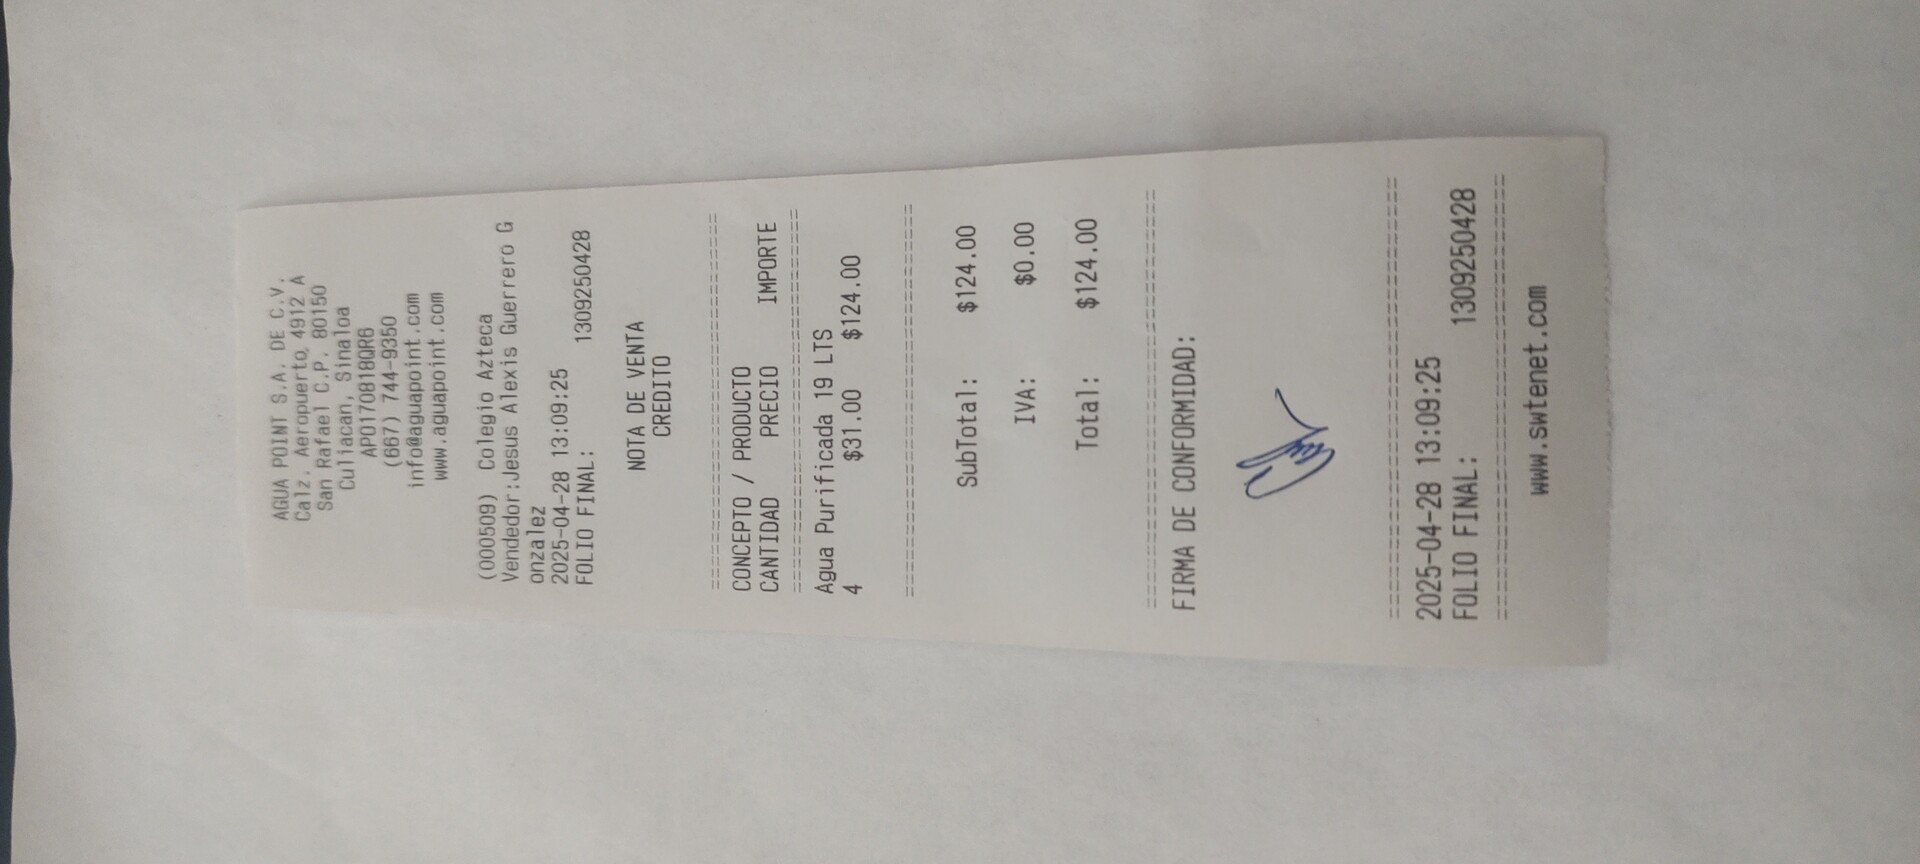 AGUA POINT S.A. DE C.V.
Calz. Aeropuerto, 4912 A
San Rafael C.P. 80150
Culiacan, Sinaloa
APO170818QR6
(667) 744-9350
info@aguapoint.com
www.aguapoint.com
(000509) Colegio Azteca
Vendedor:Jesus Alexis Guerrero G
onzalez
2025-04-28 13:09:25
FOLIO FINAL: 1309250428
NOTA DE VENTA
CREDITO
================================
CONCEPTO / PRODUCTO
CANTIDAD PRECIO IMPORTE
================================
Agua Purificada 19 LTS
4 $31.00 $124.00
================================
SubTotal: $124.00
IVA: $0.00
Total: $124.00
================================
FIRMA DE CONFORMIDAD:
================================
2025-04-28 13:09:25
FOLIO FINAL: 1309250428
================================
www.swtenet.com